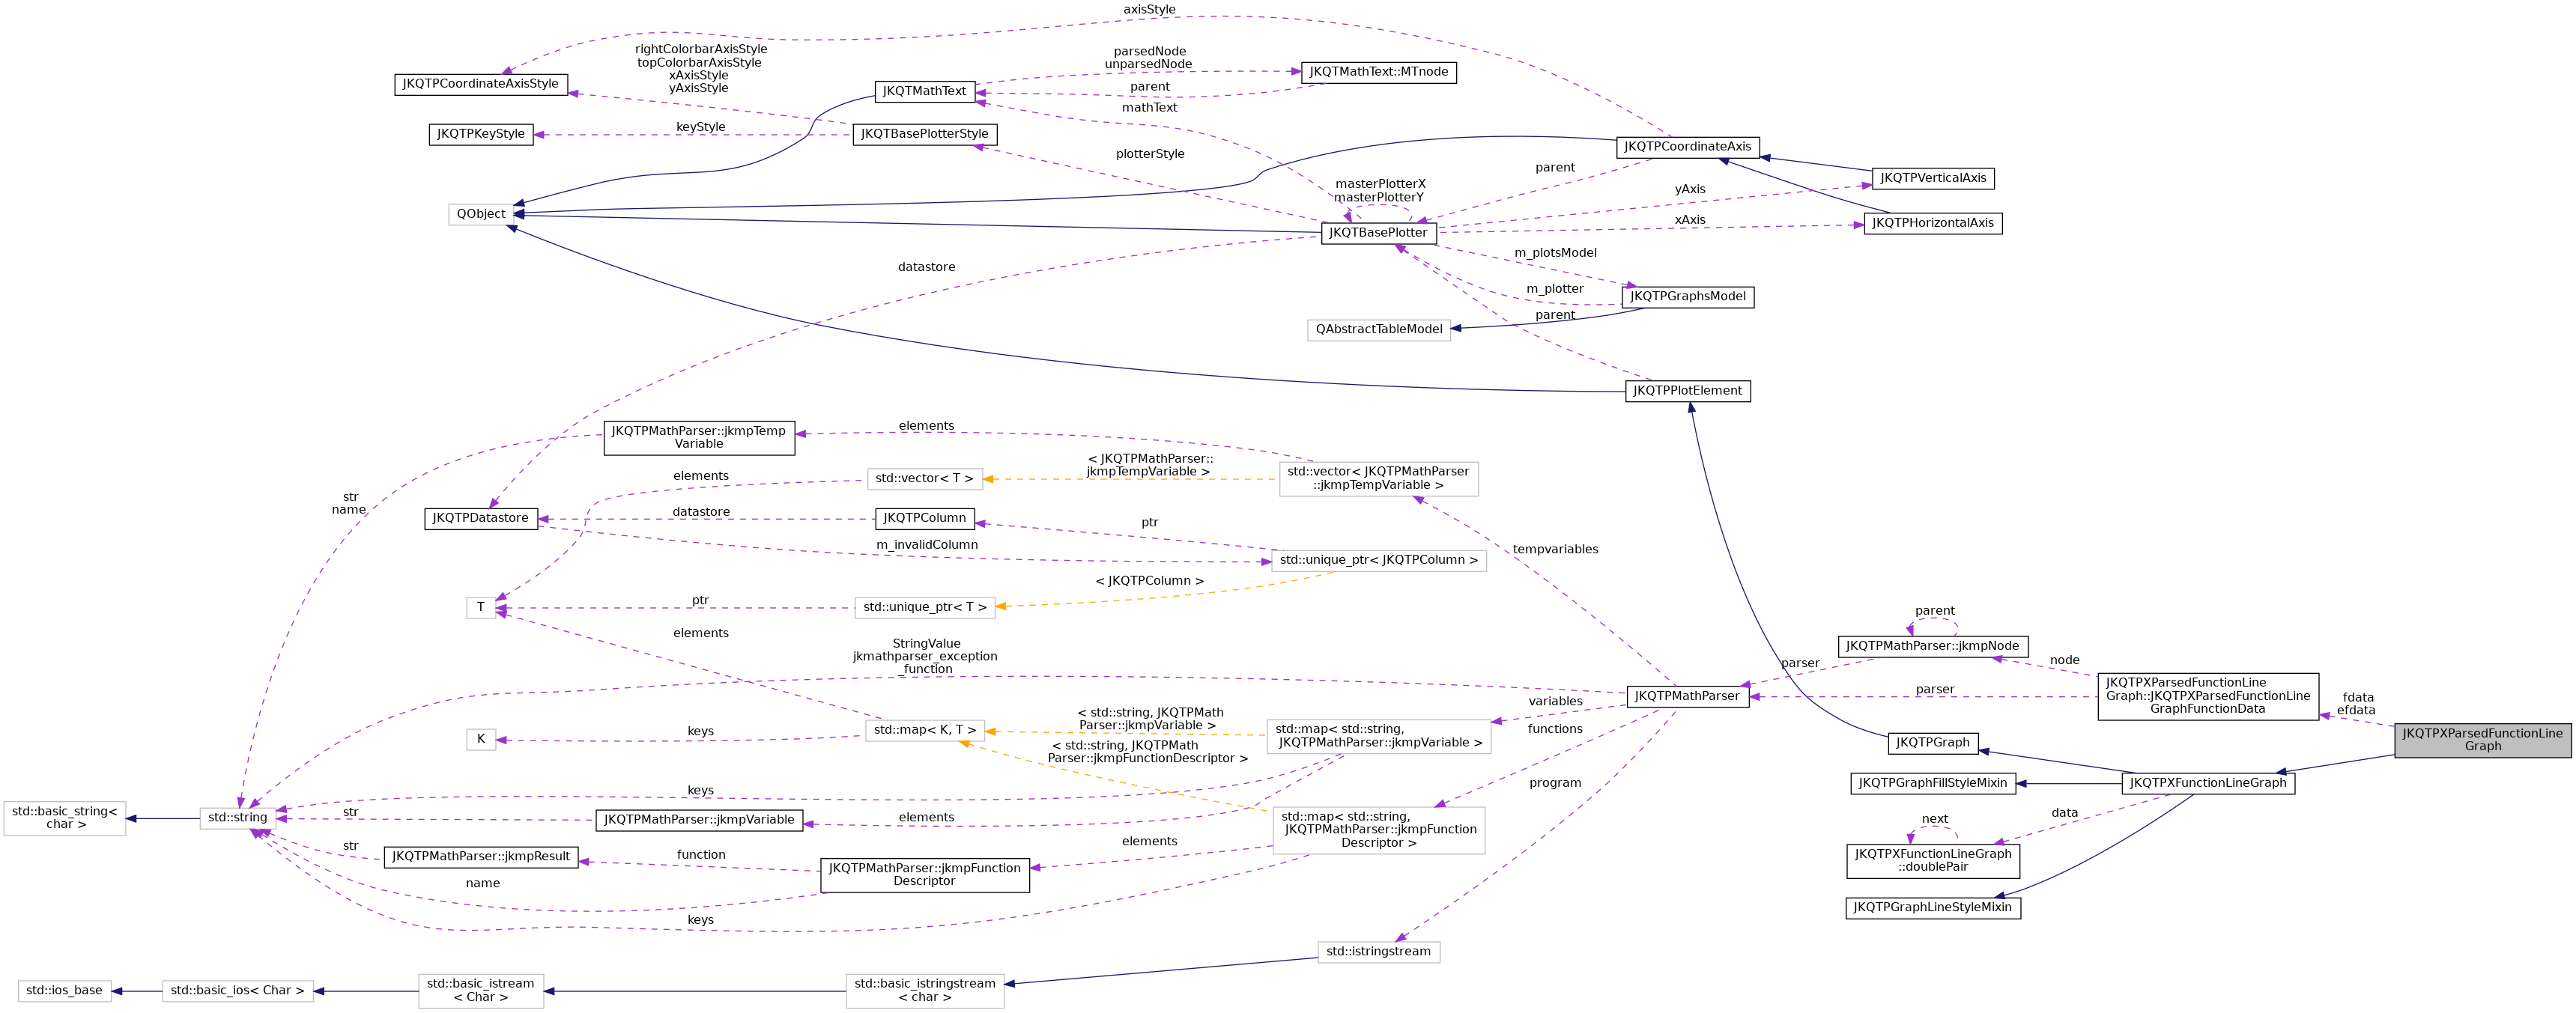 axisStyle
rightColorbarAxisStyle
topColorbarAxisStyle
xAxisStyle
yAxisStyle
parsedNode
unparsedNode
JKQTPCoordinateAxisStyle
JKQTMathText
JKQTMathText::MTnode
parent
mathText
JKQTPKeyStyle
keyStyle
JKQTBasePlotterStyle
plotterStyle
JKQTPCoordinateAxis
parent
JKQTPVerticalAxis
yAxis
masterPlotterX
masterPlotterY
QObject
JKQTBasePlotter
xAxis
JKQTPHorizontalAxis
datastore
m_plotsModel
m_plotter
JKQTPGraphsModel
parent
QAbstractTableModel
JKQTPPlotElement
JKQTPMathParser::jkmpTemp
Variable
elements
str
name
elements
std::vector< T >
< JKQTPMathParser::
jkmpTempVariable >
std::vector< JKQTPMathParser
::jkmpTempVariable >
JKQTPDatastore
datastore
JKQTPColumn
ptr
m_invalidColumn
std::unique_ptr< JKQTPColumn >
tempvariables
< JKQTPColumn >
T
ptr
std::unique_ptr< T >
elements
StringValue
jkmathparser_exception
_function
parent
JKQTPMathParser::jkmpNode
parser
node
JKQTPMathParser
parser
JKQTPXParsedFunctionLine
Graph::JKQTPXParsedFunctionLine
GraphFunctionData
fdata
efdata
JKQTPXParsedFunctionLine
Graph
K
keys
std::map< K, T >
< std::string, JKQTPMath
Parser::jkmpVariable >
< std::string, JKQTPMath
Parser::jkmpFunctionDescriptor >
std::map< std::string,
JKQTPMathParser::jkmpVariable >
variables
functions
program
JKQTPGraph
JKQTPGraphFillStyleMixin
JKQTPXFunctionLineGraph
data
next
JKQTPXFunctionLineGraph
::doublePair
JKQTPGraphLineStyleMixin
std::basic_string<
char >
std::string
keys
str
JKQTPMathParser::jkmpVariable
elements
std::map< std::string,
JKQTPMathParser::jkmpFunction
Descriptor >
str
JKQTPMathParser::jkmpResult
function
JKQTPMathParser::jkmpFunction
Descriptor
elements
name
keys
std::istringstream
std::ios_base
std::basic_ios< Char >
std::basic_istream
< Char >
std::basic_istringstream
< char >